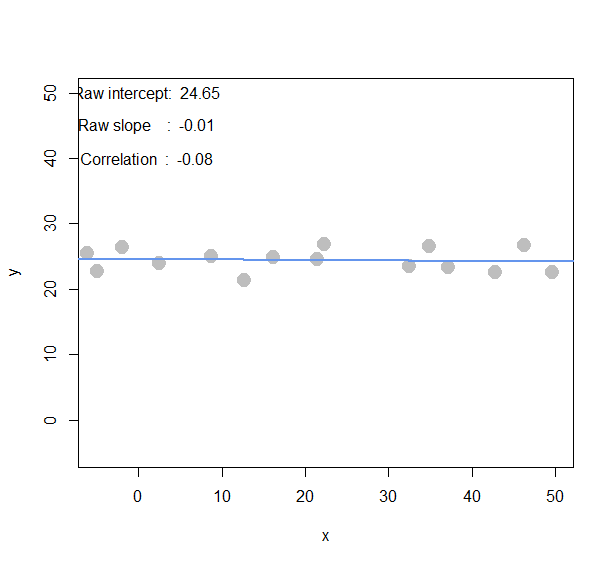 Raw intercept: 24.65
Raw slope : -0.01
Correlation : -0.08
50
40
30
20
10
0
y
0 10 20 30 40 50
x